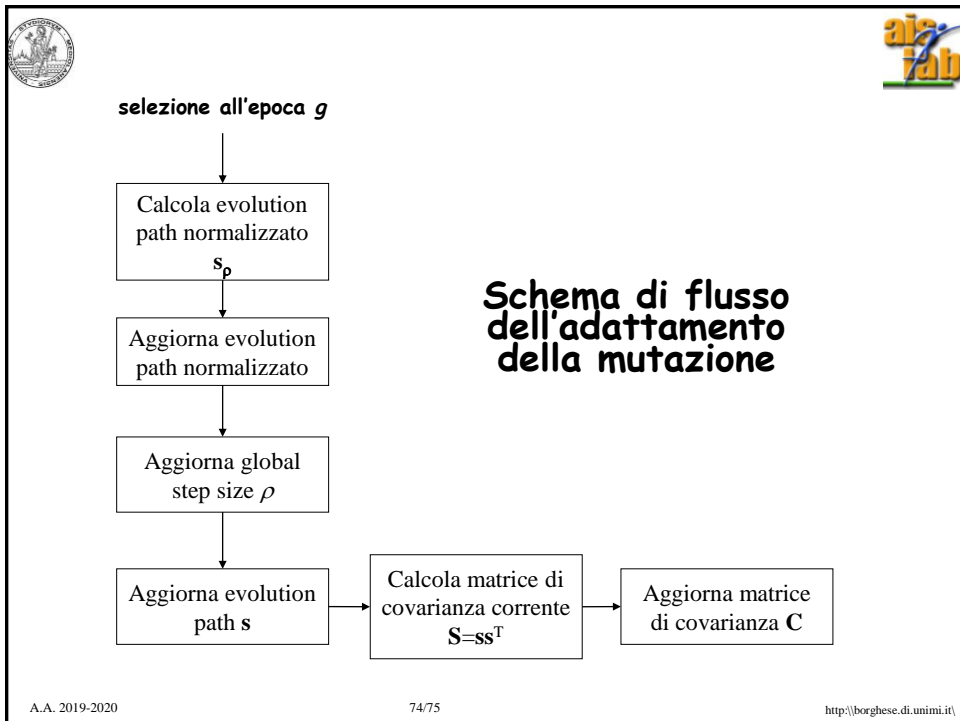 selezione all'epoca g
Calcola evolution
path normalizzato
sρ
Aggiorna evolution
path normalizzato
Aggiorna global
step size ρ
Aggiorna evolution
path s
Calcola matrice di
covarianza corrente
S=ssᵀ
Aggiorna matrice
di covarianza C
Schema di flusso
dell'adattamento
della mutazione
A.A. 2019-2020
74/75
http:\\borghese.di.unimi.it\